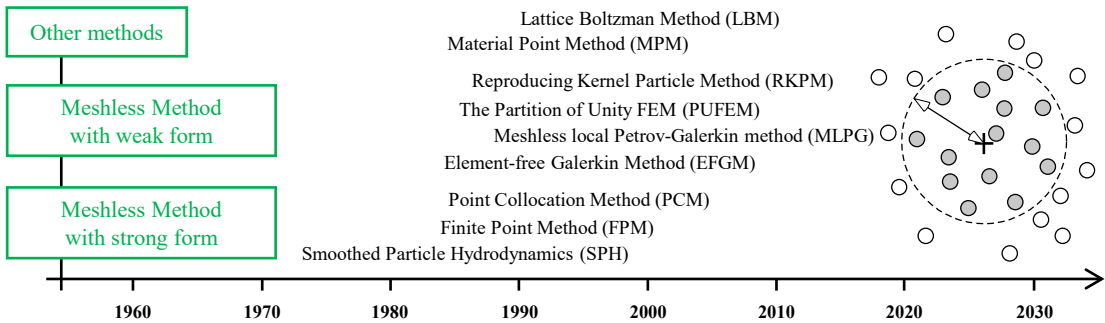 Other methods
Lattice Boltzman Method (LBM)
Material Point Method (MPM)
Meshless Method
with weak form
Reproducing Kernel Particle Method (RKPM)
The Partition of Unity FEM (PUFEM)
Meshless local Petrov-Galerkin method (MLPG)
Element-free Galerkin Method (EFGM)
Meshless Method
with strong form
Point Collocation Method (PCM)
Finite Point Method (FPM)
Smoothed Particle Hydrodynamics (SPH)
1960 1970 1980 1990 2000 2010 2020 2030